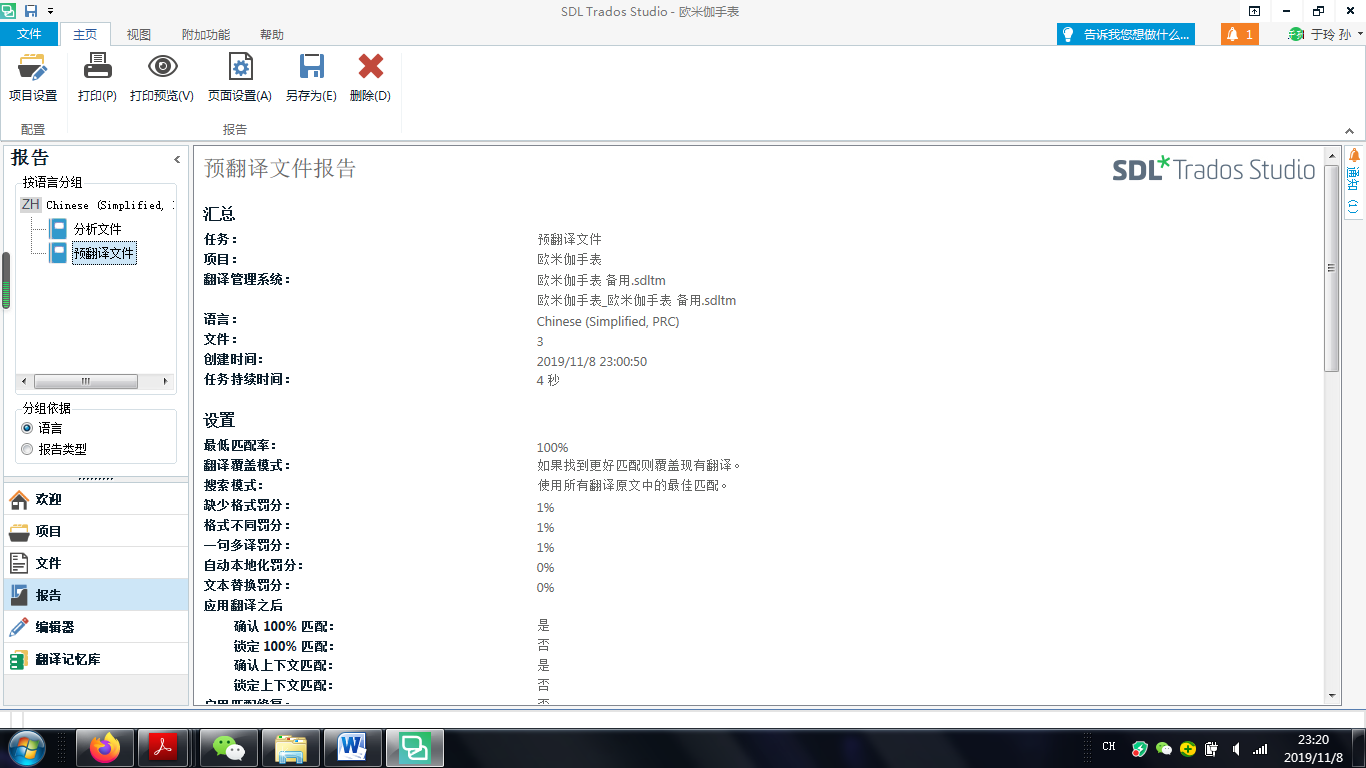 SDL Trados Studio - 欧米伽手表
文件 主页 视图 附加功能 帮助 告诉我您想做什么... 1 于玲 孙
项目设置 打印(P) 打印预览(V) 页面设置(A) 另存为(E) 删除(D)
配置 报告
报告
按语言分组
ZH Chinese (Simplified,
分析文件
预翻译文件
分组依据
语言
报告类型
欢迎
项目
文件
报告
编辑器
翻译记忆库
预翻译文件报告 SDL* Trados Studio
汇总
任务: 预翻译文件
项目: 欧米伽手表
翻译管理系统: 欧米伽手表 备用.sdltm
欧米伽手表_欧米伽手表 备用.sdltm
语言: Chinese (Simplified, PRC)
文件: 3
创建时间: 2019/11/8 23:00:50
任务持续时间: 4 秒
设置
最低匹配率: 100%
翻译覆盖模式: 如果找到更好匹配则覆盖现有翻译。
搜索模式: 使用所有翻译原文中的最佳匹配。
缺少格式罚分: 1%
格式不同罚分: 1%
一句多译罚分: 1%
自动本地化罚分: 0%
文本替换罚分: 0%
应用翻译之后
确认 100% 匹配: 是
锁定 100% 匹配: 否
确认上下文匹配: 是
锁定上下文匹配: 否
启用匹配修复: 否
通知 (1)
CH 23:20
2019/11/8